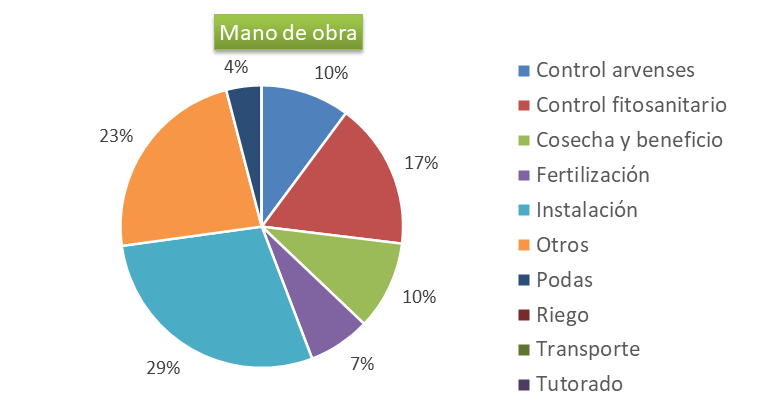 Mano de obra
4%
10%
23%
17%
10%
29%
7%
Control arvenses
Control fitosanitario
Cosecha y beneficio
Fertilización
Instalación
Otros
Podas
Riego
Transporte
Tutorado